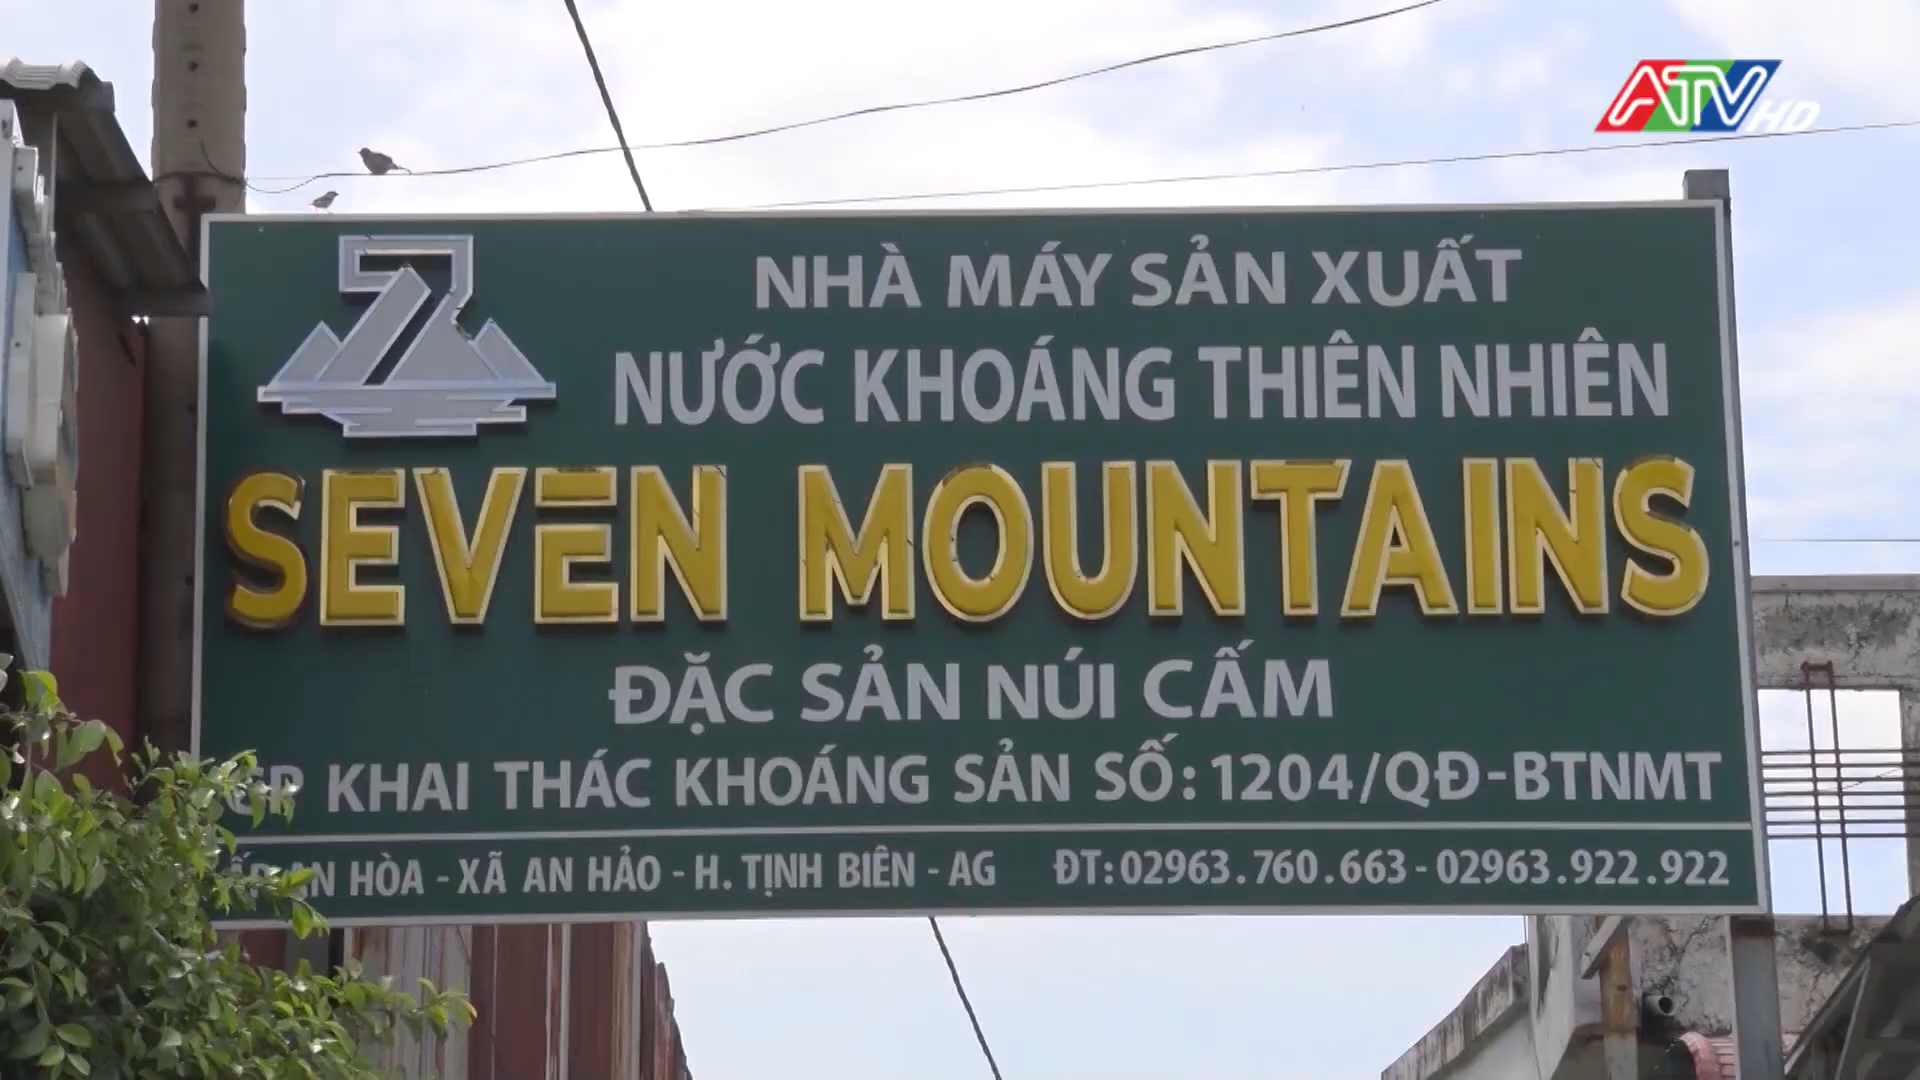 ATV HD
NHÀ MÁY SẢN XUẤT
NƯỚC KHOÁNG THIÊN NHIÊN
SEVEN MOUNTAINS
ĐẶC SẢN NÚI CẤM
KHAI THÁC KHOÁNG SẢN SỐ: 1204/QĐ-BTNMT
ẤP AN HÒA - XÃ AN HẢO - H. TỊNH BIÊN - AG ĐT: 02963.760.663 - 02963.922.922